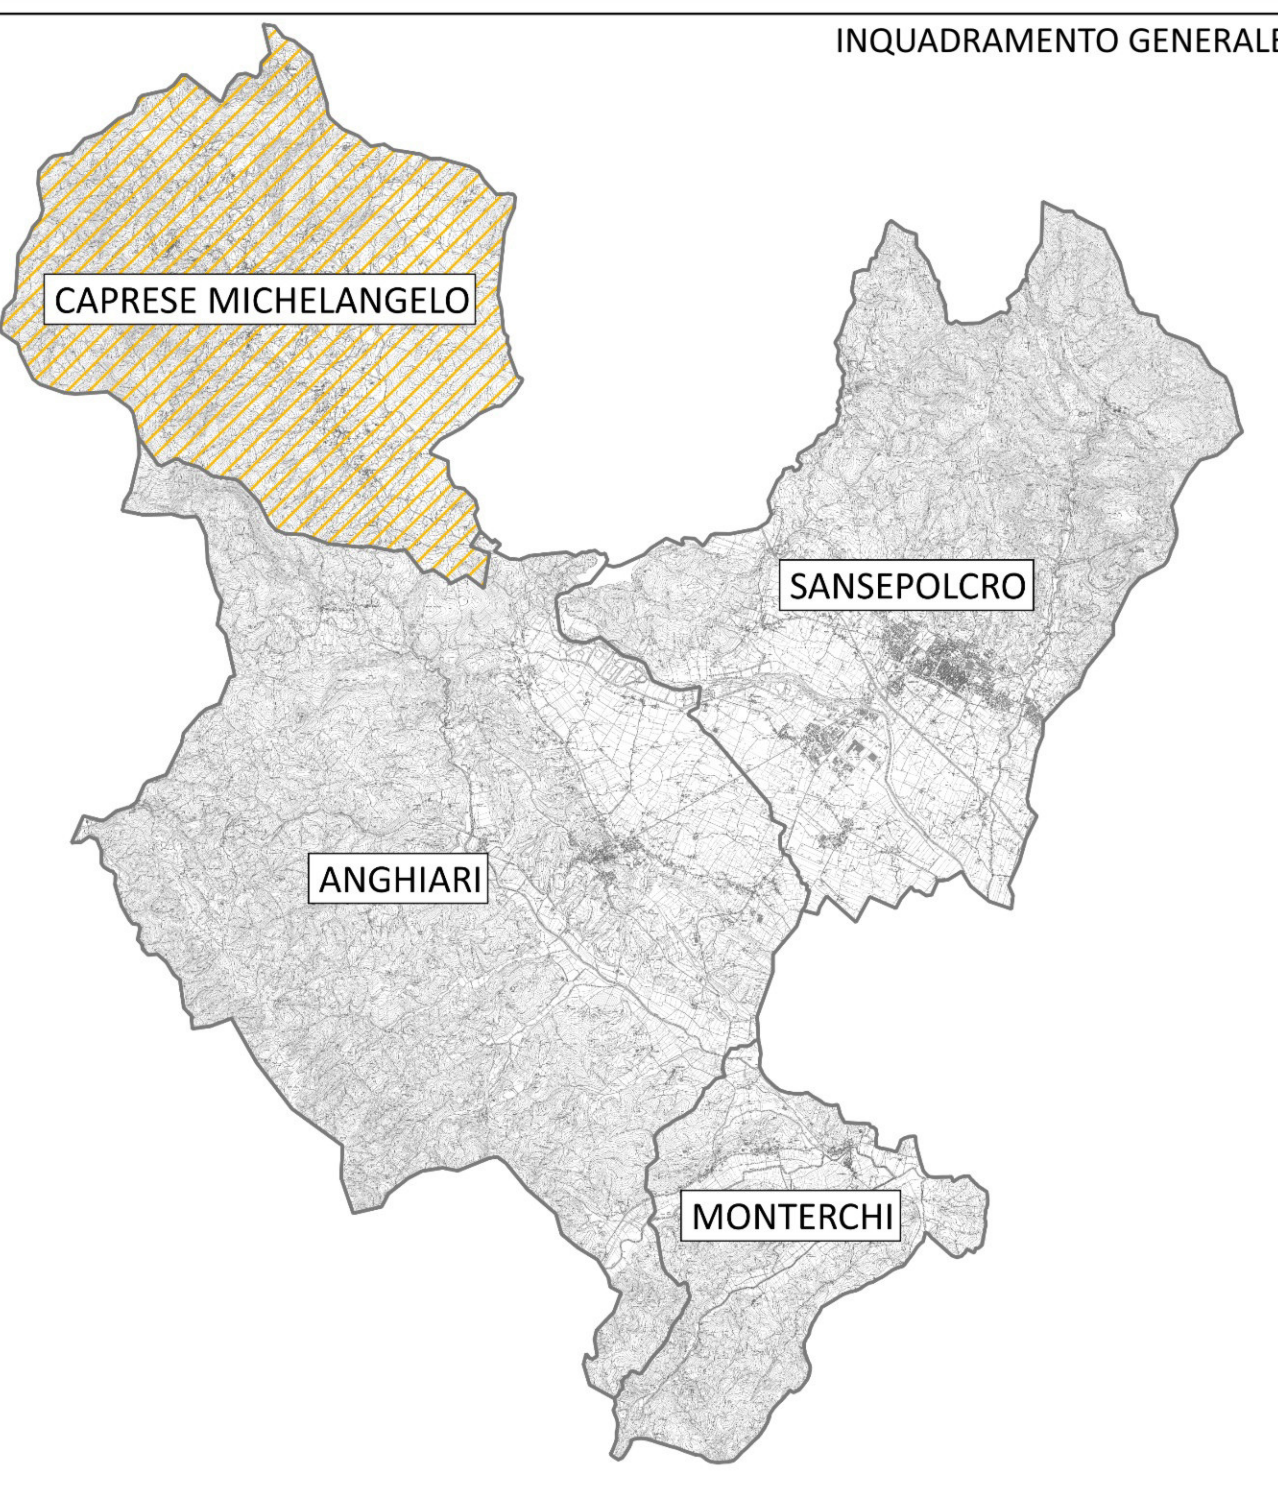 INQUADRAMENTO GENERALE
CAPRESE MICHELANGELO
SANSEPOLCRO
ANGHIARI
MONTERCHI